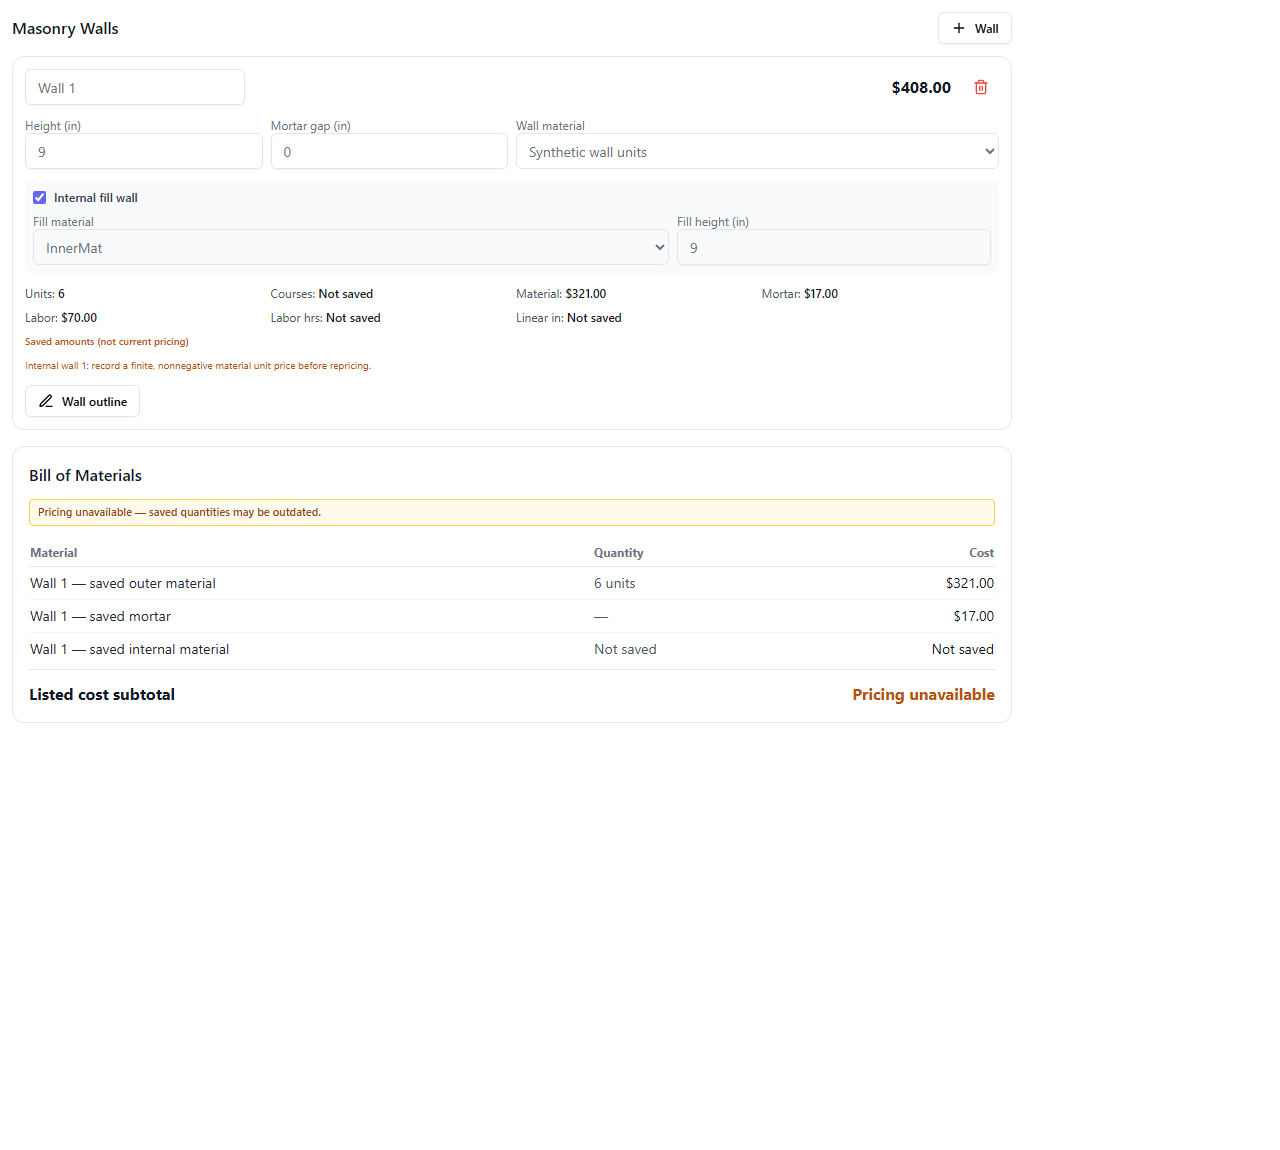 Masonry Walls
Wall
Wall 1
$408.00
Height (in)
Mortar gap (in)
Wall material
9
0
Synthetic wall units
Internal fill wall
Fill material
Fill height (in)
InnerMat
9
Units: 6
Courses: Not saved
Material: $321.00
Mortar: $17.00
Labor: $70.00
Labor hrs: Not saved
Linear in: Not saved
Saved amounts (not current pricing)
Internal wall 1: record a finite, nonnegative material unit price before repricing.
Wall outline
Bill of Materials
Pricing unavailable — saved quantities may be outdated.
Material Quantity Cost
Wall 1 — saved outer material 6 units $321.00
Wall 1 — saved mortar — $17.00
Wall 1 — saved internal material Not saved Not saved
Listed cost subtotal Pricing unavailable